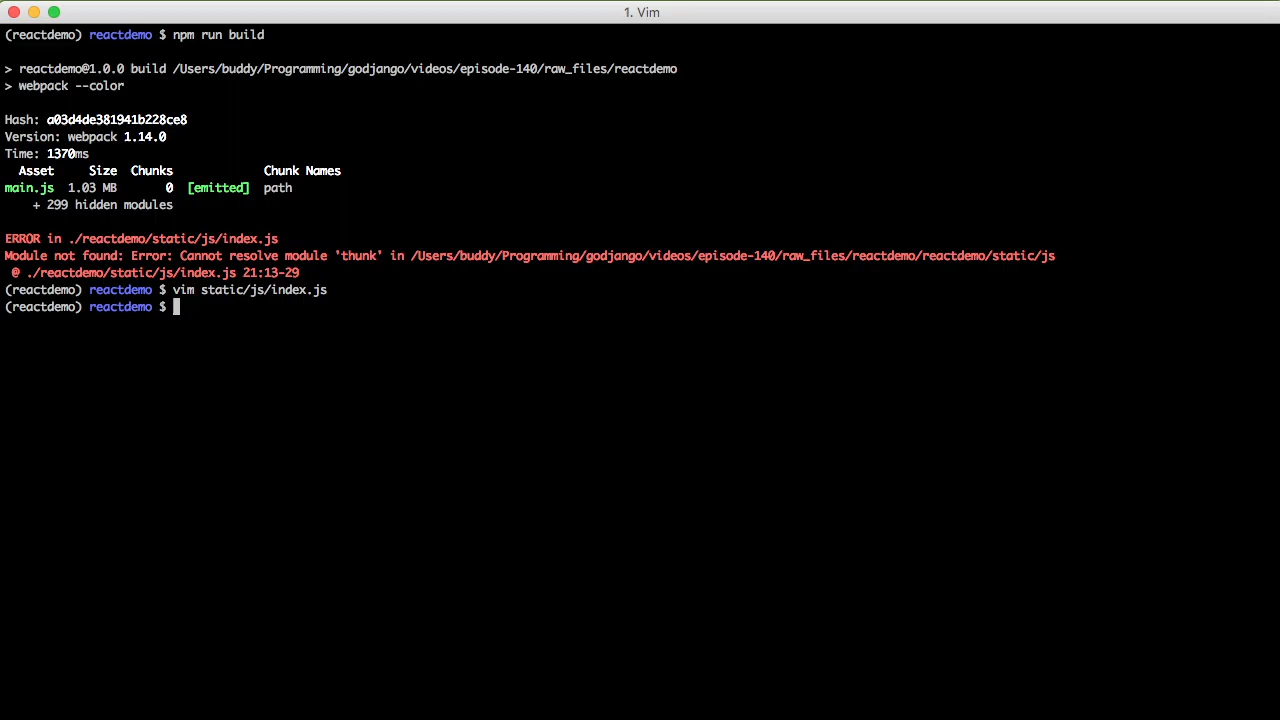 1. Vim
(reactdemo) reactdemo $ npm run build
> reactdemo@1.0.0 build /Users/buddy/Programming/godjango/videos/episode-140/raw_files/reactdemo
> webpack --color
Hash: a03d4de381941b228ce8
Version: webpack 1.14.0
Time: 1370ms
Asset Size Chunks Chunk Names
main.js 1.03 MB 0 [emitted] path
+ 299 hidden modules
ERROR in ./reactdemo/static/js/index.js
Module not found: Error: Cannot resolve module 'thunk' in /Users/buddy/Programming/godjango/videos/episode-140/raw_files/reactdemo/reactdemo/static/js
@ ./reactdemo/static/js/index.js 21:13-29
(reactdemo) reactdemo $ vim static/js/index.js
(reactdemo) reactdemo $